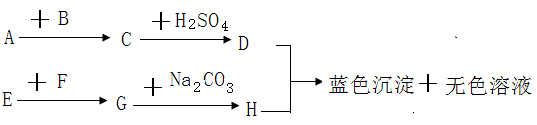 A + B → C + H₂SO₄ → D
E + F → G + Na₂CO₃ → H
→ 蓝色沉淀 + 无色溶液